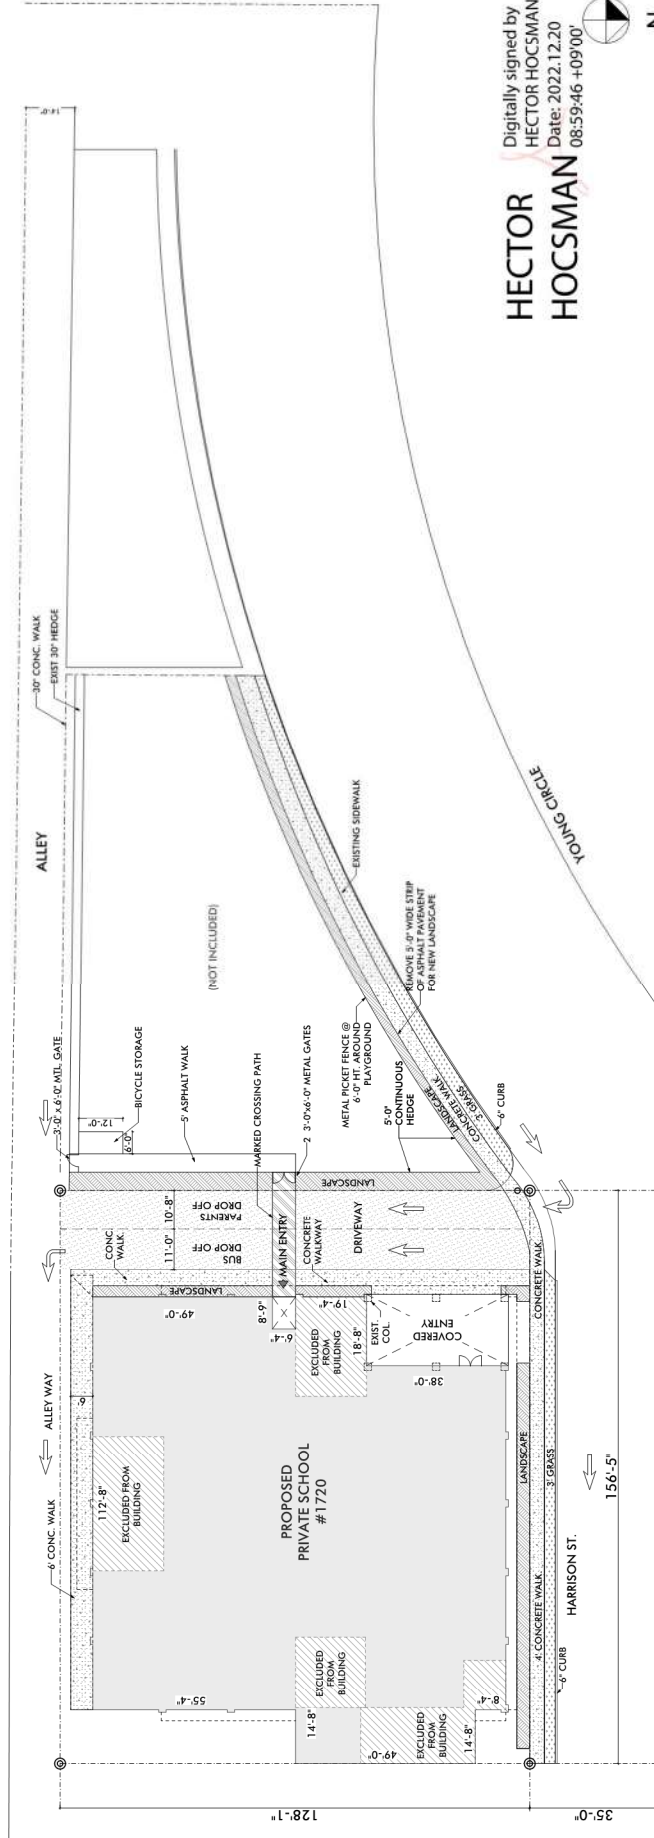 14'-0"
Digitally signed by
HECTOR HOCSMAN
Date: 2022.12.20
08:59:46 +09'00'
HECTOR
HOCSMAN
N
30" CONC. WALK
EXIST 30" HEDGE
ALLEY
YOUNG CIRCLE
EXISTING SIDEWALK
(NOT INCLUDED)
REMOVE 5'-0" WIDE STRIP
OF ASPHALT PAVEMENT
FOR NEW LANDSCAPE
METAL PICKET FENCE @
6'-0" HT. AROUND
PLAYGROUND
3'-0" x 6'-0" MTL. GATE
12'-0"
6'-0"
BICYCLE STORAGE
5' ASPHALT WALK
MARKED CROSSING PATH
2 3'-0"x6'-0" METAL GATES
5'-0"
CONTINUOUS
HEDGE
LANDSCAPE
CONCRETE WALK
3' GRASS
6" CURB
LANDSCAPE
10'-8"
PARENTS
DROP OFF
11'-0"
BUS
DROP OFF
CONC.
WALK.
MAIN ENTRY
CONCRETE
WALKWAY
DRIVEWAY
LANDSCAPE
49'-0"
8'-9"
6'-4"
19'-4"
EXCLUDED
FROM
BUILDING
18'-8"
EXIST.
COL.
COVERED
ENTRY
38'-0"
CONCRETE WALK
6'
ALLEY WAY
6' CONC. WALK
112'-8"
EXCLUDED FROM
BUILDING
PROPOSED
PRIVATE SCHOOL
#1720
LANDSCAPE
3' GRASS
4' CONCRETE WALK
HARRISON ST.
6" CURB
156'-5"
55'-4"
EXCLUDED
FROM
BUILDING
14'-8"
49'-0"
EXCLUDED
FROM
BUILDING
14'-8"
8'-4"
128'-1"
35'-0"